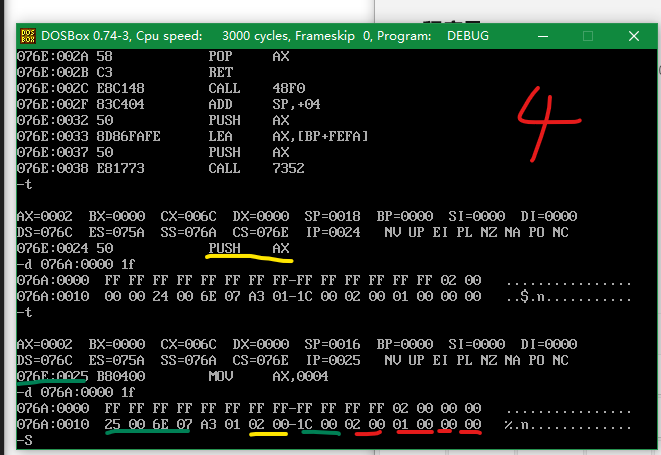 DOSBox 0.74-3, Cpu speed: 3000 cycles, Frameskip 0, Program: DEBUG
076E:002A 58 POP AX
076E:002B C3 RET
076E:002C E8C148 CALL 48F0
076E:002F 83C404 ADD SP,+04
076E:0032 50 PUSH AX
076E:0033 8D86FAFE LEA AX,[BP+FEFA]
076E:0037 50 PUSH AX
076E:0038 E81773 CALL 7352
-t
4
AX=0002 BX=0000 CX=006C DX=0000 SP=0018 BP=0000 SI=0000 DI=0000
DS=076C ES=075A SS=076A CS=076E IP=0024 NV UP EI PL NZ NA PO NC
076E:0024 50 PUSH AX
-d 076A:0000 1f
076A:0000 FF FF FF FF FF FF FF FF-FF FF FF FF FF FF 02 00 ................
076A:0010 00 00 24 00 6E 07 A3 01-1C 00 02 00 01 00 00 00 ..$.n...........
-t
AX=0002 BX=0000 CX=006C DX=0000 SP=0016 BP=0000 SI=0000 DI=0000
DS=076C ES=075A SS=076A CS=076E IP=0025 NV UP EI PL NZ NA PO NC
076E:0025 B80400 MOV AX,0004
-d 076A:0000 1f
076A:0000 FF FF FF FF FF FF FF FF-FF FF FF FF 02 00 00 00 ................
076A:0010 25 00 6E 07 A3 01 02 00-1C 00 02 00 01 00 00 00 %.n.............
-S